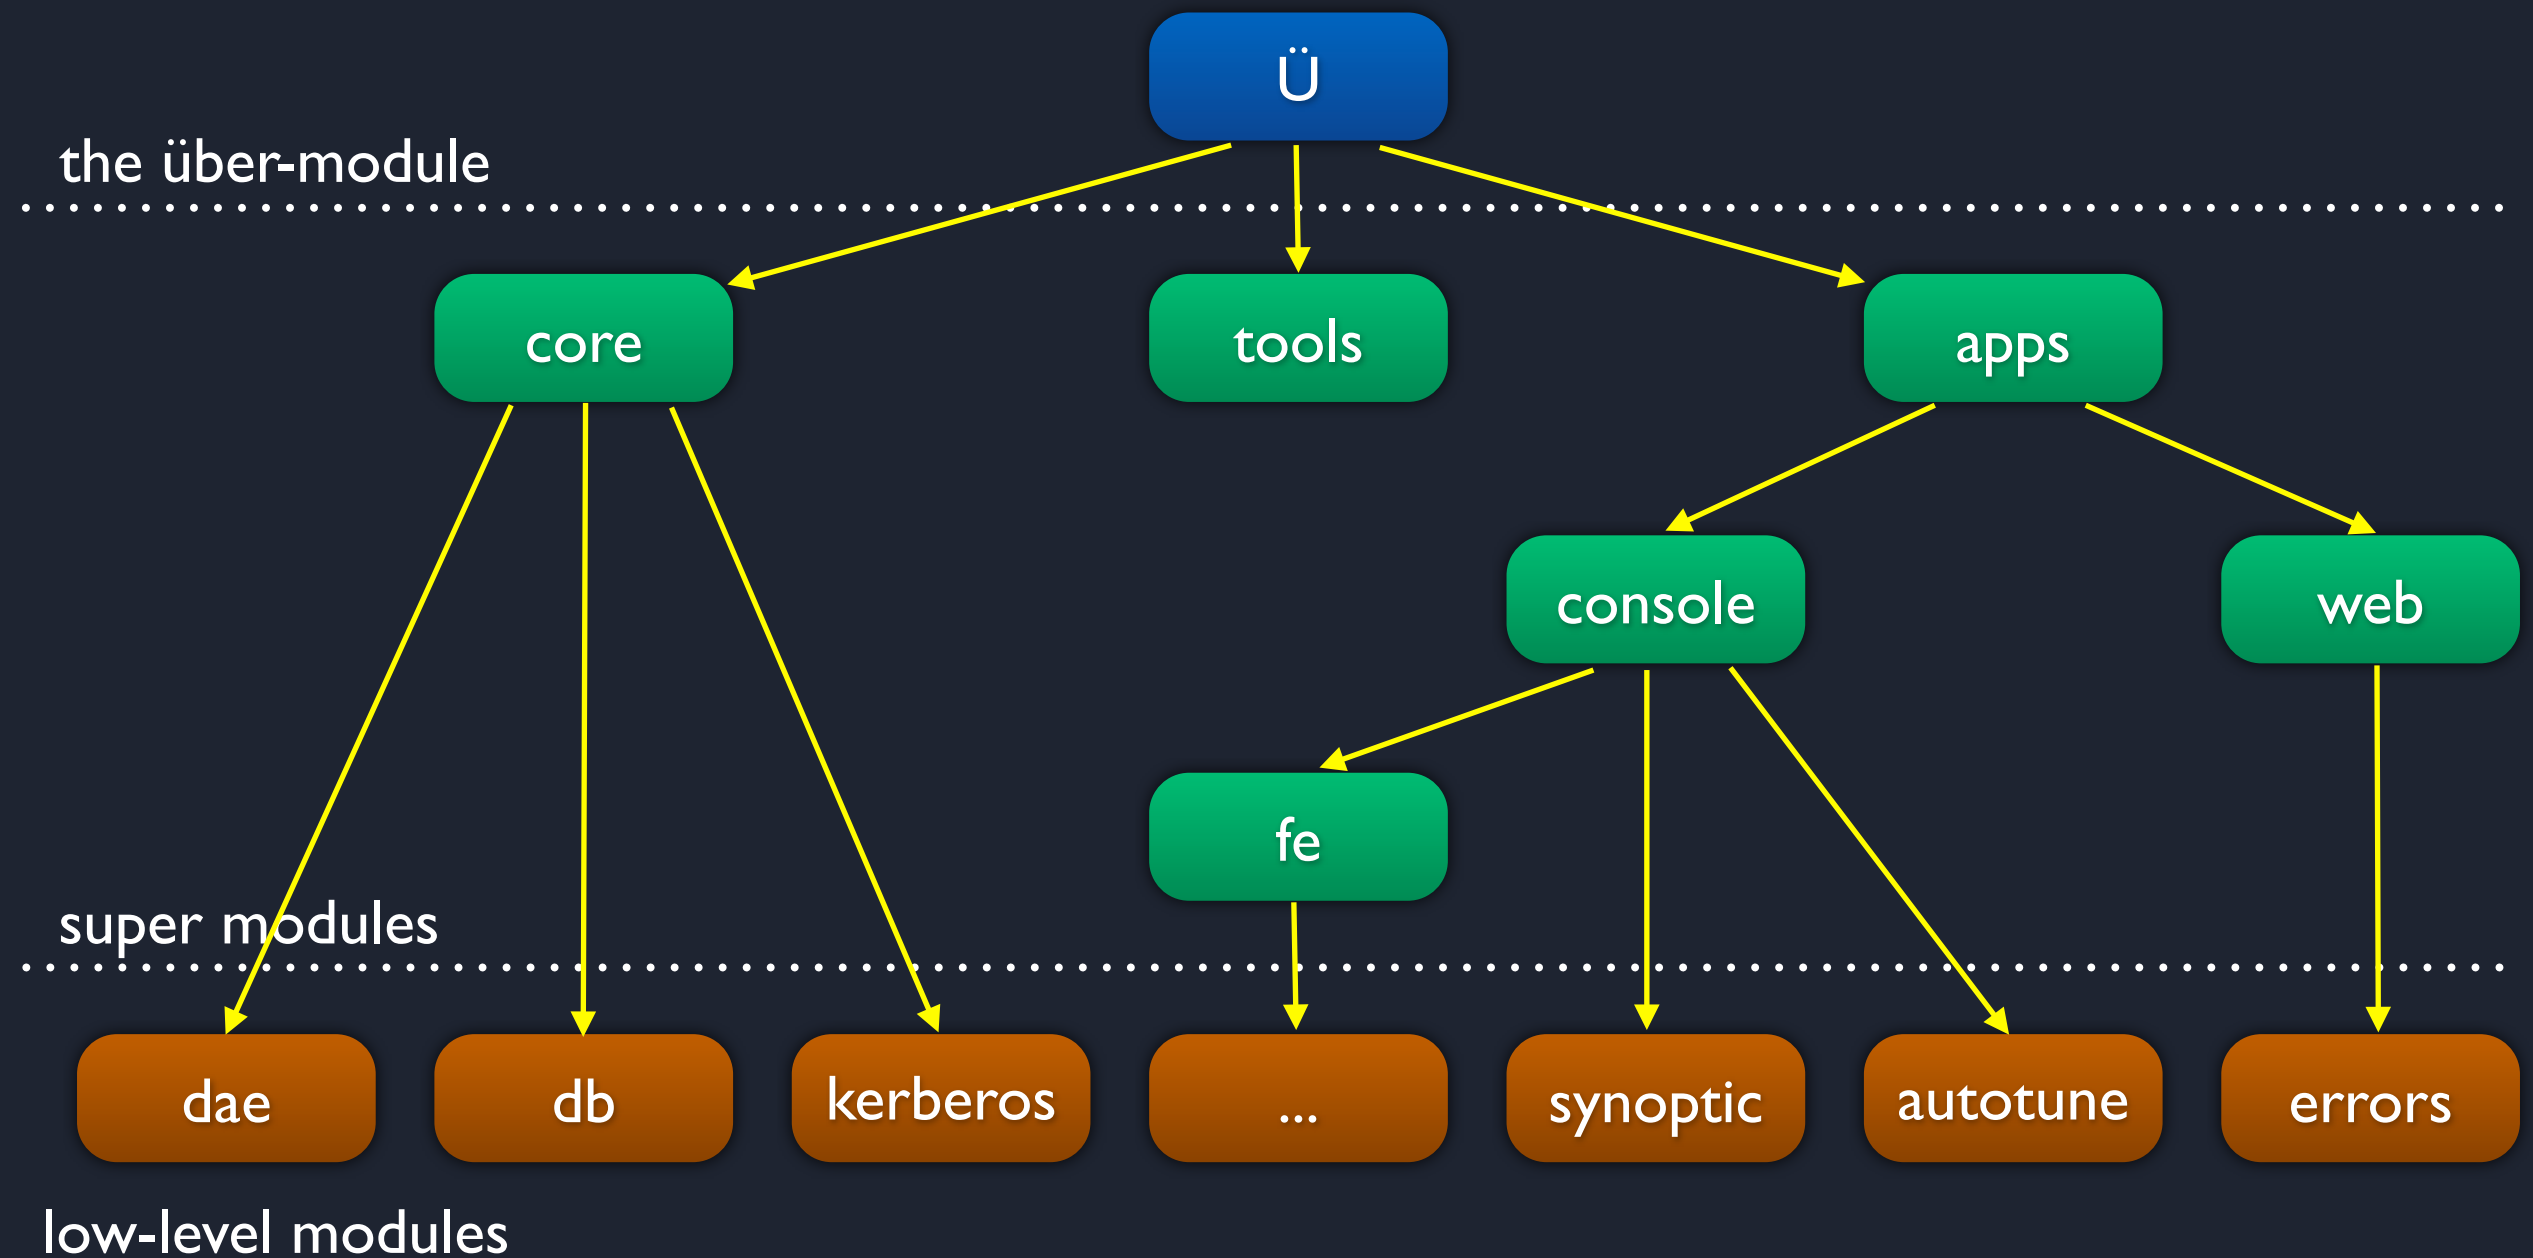 Ü
the über-module
core
tools
apps
console
web
fe
super modules
dae
db
kerberos
...
synoptic
autotune
errors
low-level modules